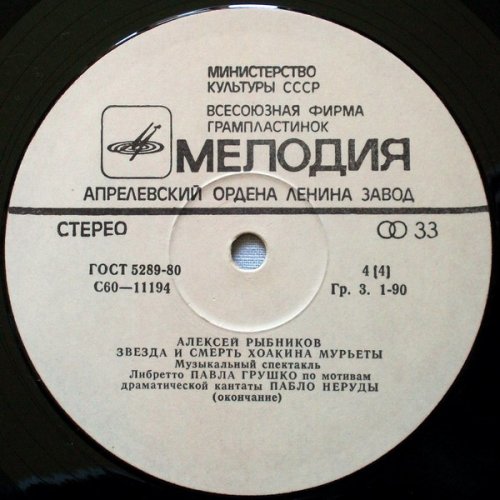 МИНИСТЕРСТВО
КУЛЬТУРЫ СССР
ВСЕСОЮЗНАЯ ФИРМА
ГРАМПЛАСТИНОК
МЕЛОДИЯ
АПРЕЛЕВСКИЙ ОРДЕНА ЛЕНИНА ЗАВОД
СТЕРЕО 33
ГОСТ 5289-80 4 (4)
С60—11194 Гр. 3. 1-90
АЛЕКСЕЙ РЫБНИКОВ
ЗВЕЗДА И СМЕРТЬ ХОАКИНА МУРЬЕТЫ
Музыкальный спектакль
Либретто ПАВЛА ГРУШКО по мотивам
драматической кантаты ПАБЛО НЕРУДЫ
(окончание)